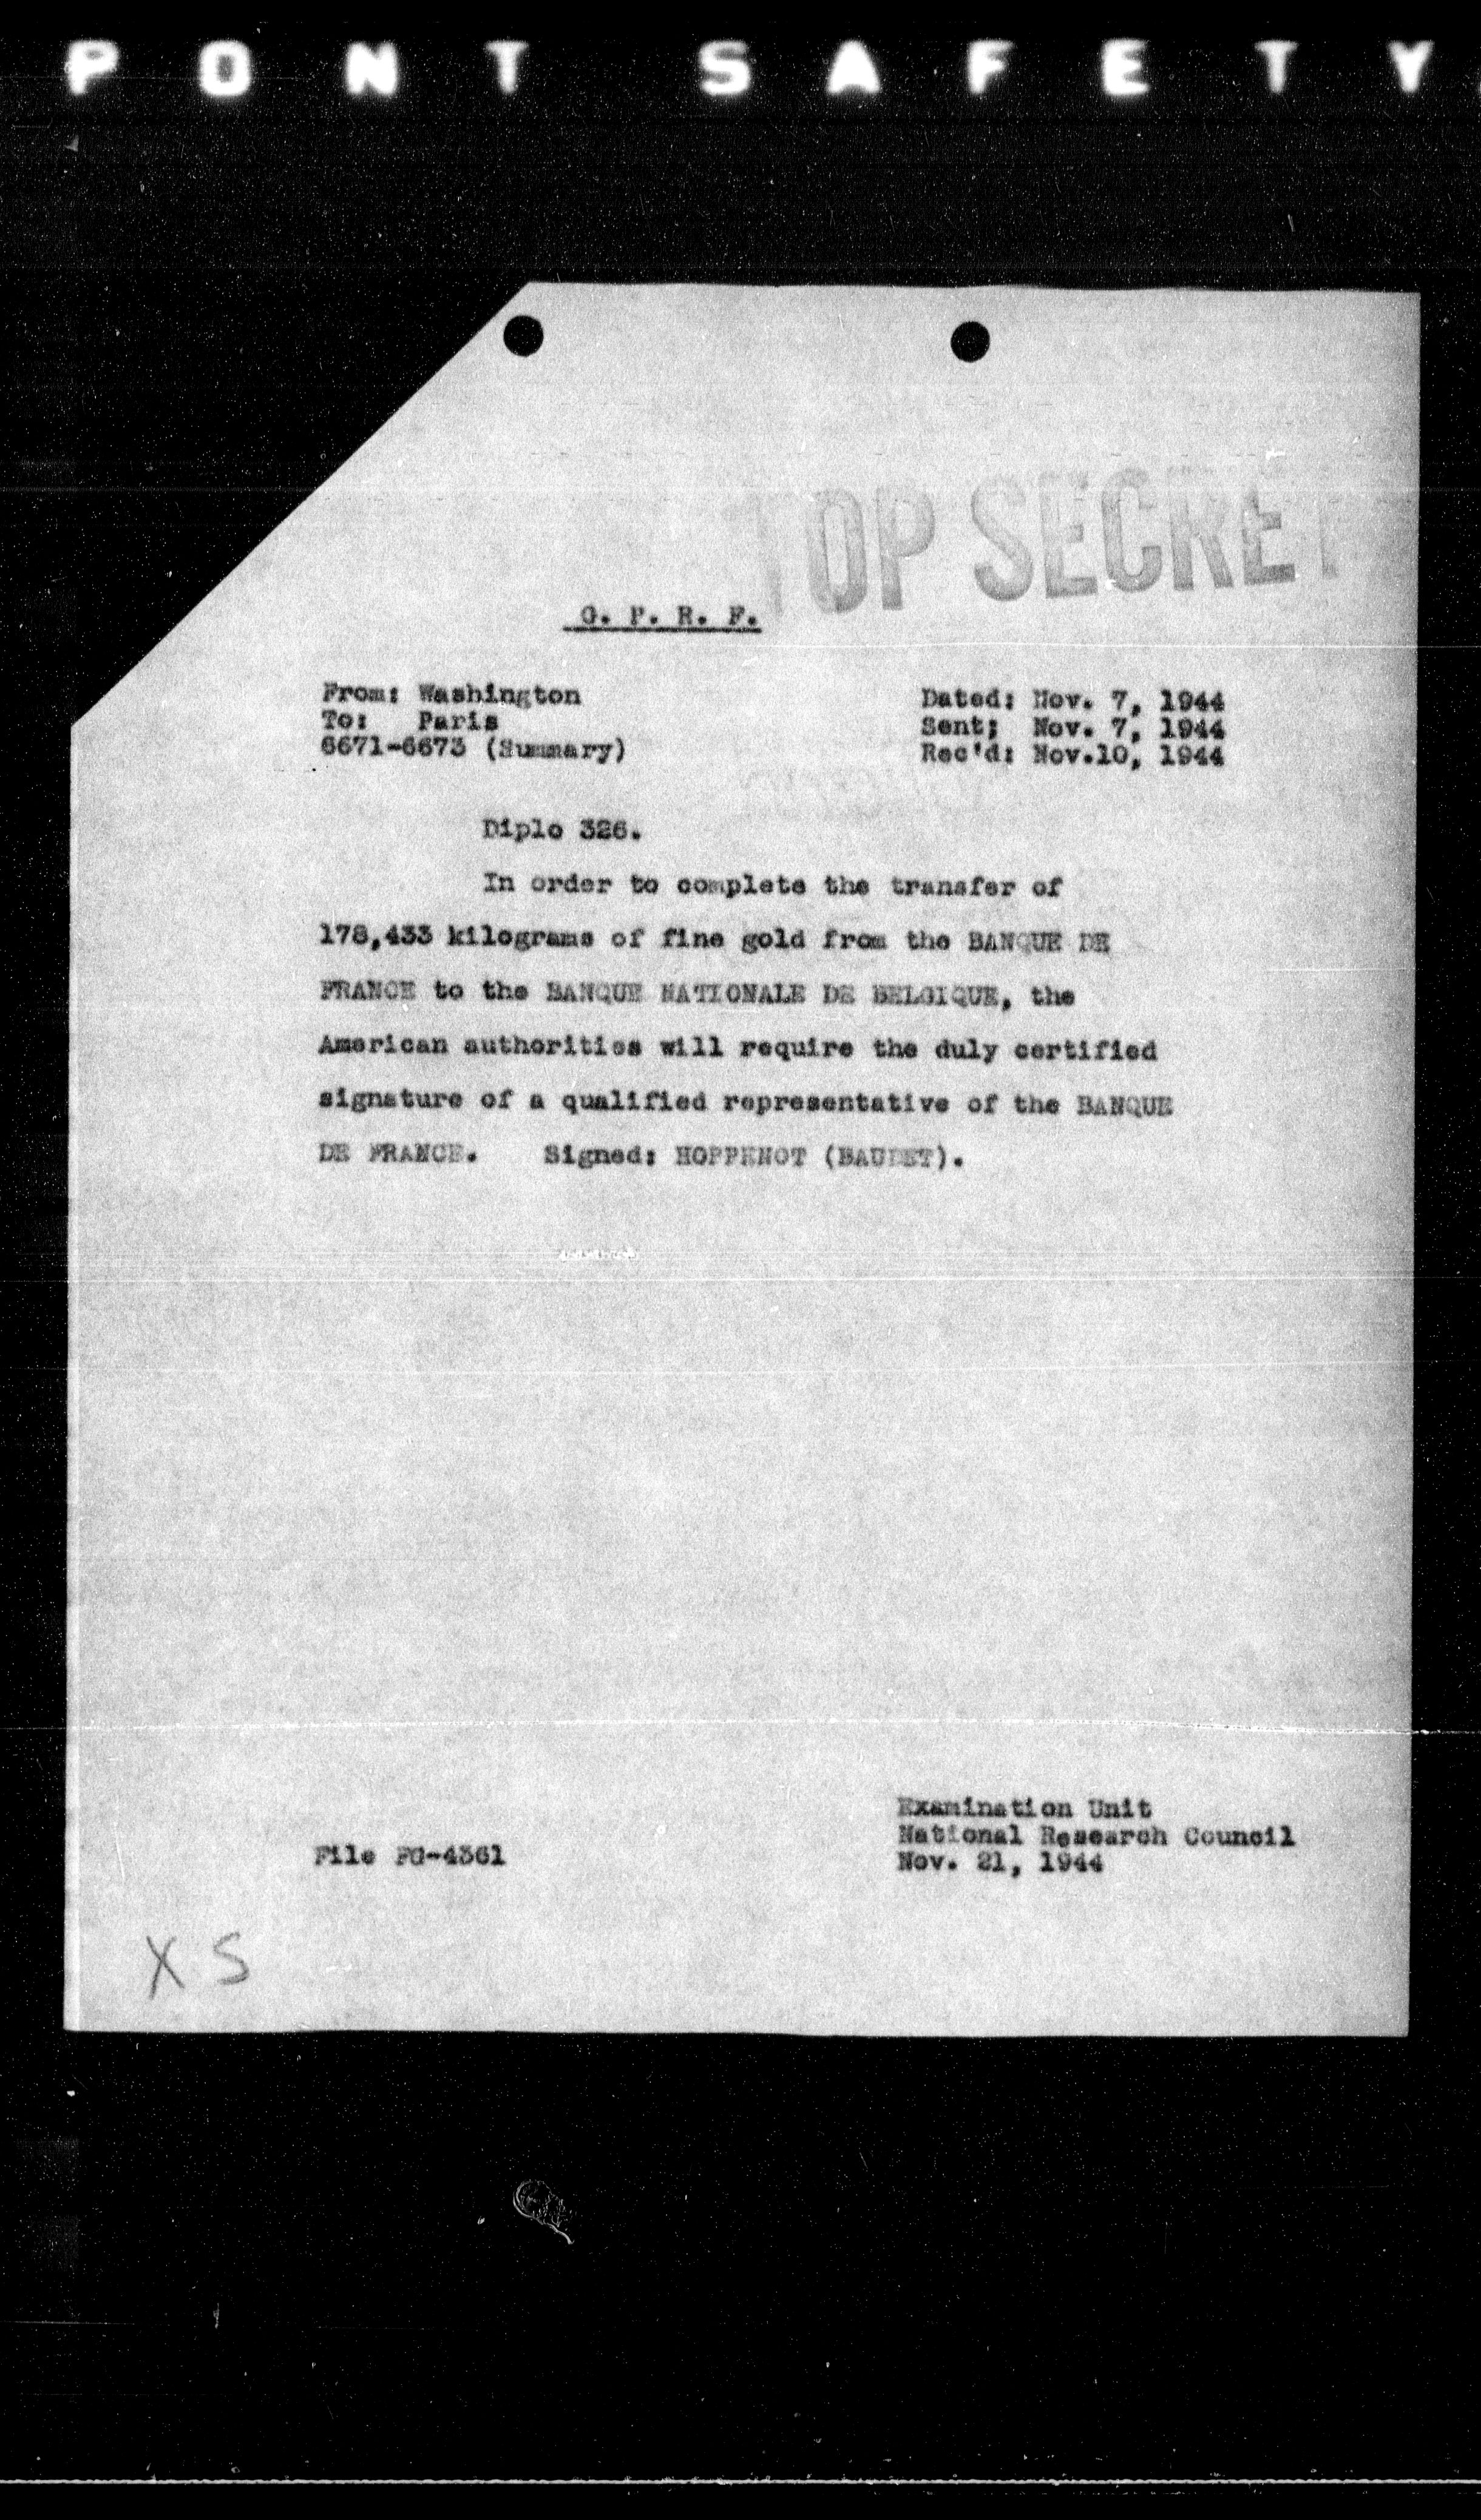 PONT SAFETY
TOP SECRET
G. P. R. F.
From: Washington
To: Paris
6671-6673 (Summary)
Dated: Nov. 7, 1944
Sent; Nov. 7, 1944
Rec'd: Nov.10, 1944
Diplo 326.
In order to complete the transfer of
178,433 kilograms of fine gold from the BANQUE DE
FRANCE to the BANQUE NATIONALE DE BELGIQUE, the
American authorities will require the duly certified
signature of a qualified representative of the BANQUE
DE FRANCE. Signed: HOPPENOT (BAUDET).
Examination Unit
National Research Council
Nov. 21, 1944
File FG-4361
X S